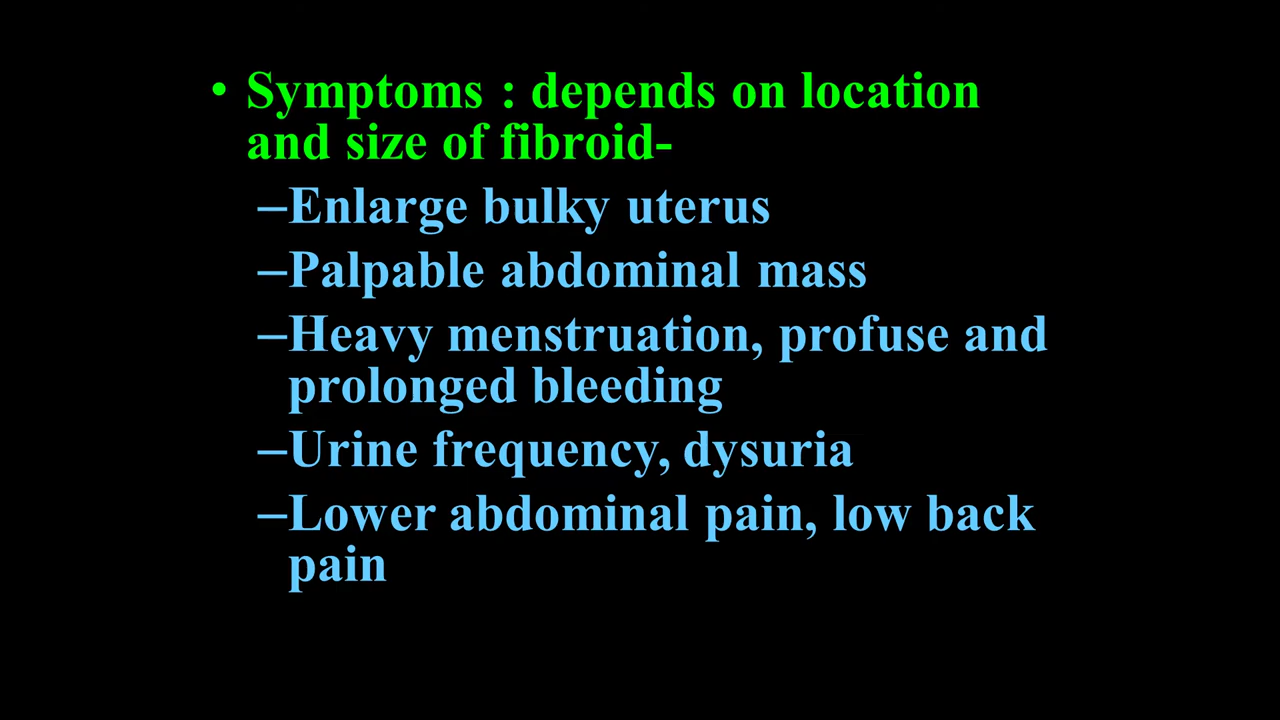 • Symptoms : depends on location
and size of fibroid-
–Enlarge bulky uterus
–Palpable abdominal mass
–Heavy menstruation, profuse and
prolonged bleeding
–Urine frequency, dysuria
–Lower abdominal pain, low back
pain